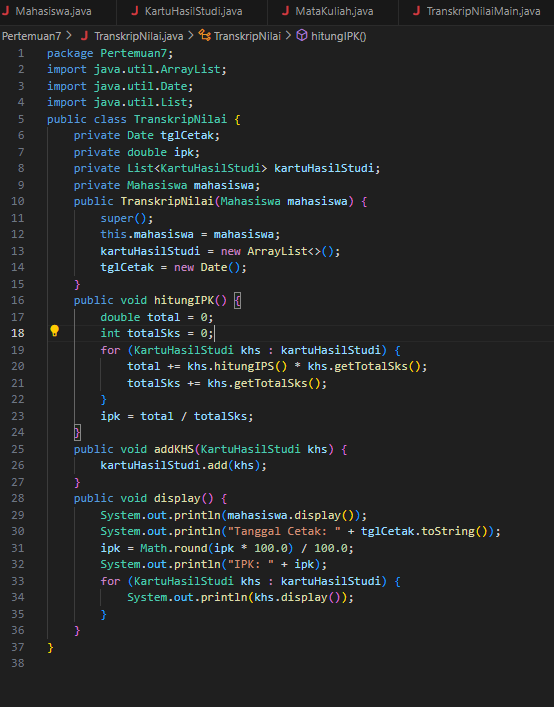 Mahasiswa.java KartuHasilStudi.java MataKuliah.java TranskripNilaiMain.java
Pertemuan7 > TranskripNilai.java > TranskripNilai > hitungIPK()
1 package Pertemuan7;
2 import java.util.ArrayList;
3 import java.util.Date;
4 import java.util.List;
5 public class TranskripNilai {
6     private Date tglCetak;
7     private double ipk;
8     private List<KartuHasilStudi> kartuHasilStudi;
9     private Mahasiswa mahasiswa;
10     public TranskripNilai(Mahasiswa mahasiswa) {
11         super();
12         this.mahasiswa = mahasiswa;
13         kartuHasilStudi = new ArrayList<>();
14         tglCetak = new Date();
15     }
16     public void hitungIPK() {
17         double total = 0;
18         int totalSks = 0;
19         for (KartuHasilStudi khs : kartuHasilStudi) {
20             total += khs.hitungIPS() * khs.getTotalSks();
21             totalSks += khs.getTotalSks();
22         }
23         ipk = total / totalSks;
24     }
25     public void addKHS(KartuHasilStudi khs) {
26         kartuHasilStudi.add(khs);
27     }
28     public void display() {
29         System.out.println(mahasiswa.display());
30         System.out.println("Tanggal Cetak: " + tglCetak.toString());
31         ipk = Math.round(ipk * 100.0) / 100.0;
32         System.out.println("IPK: " + ipk);
33         for (KartuHasilStudi khs : kartuHasilStudi) {
34             System.out.println(khs.display());
35         }
36     }
37 }
38